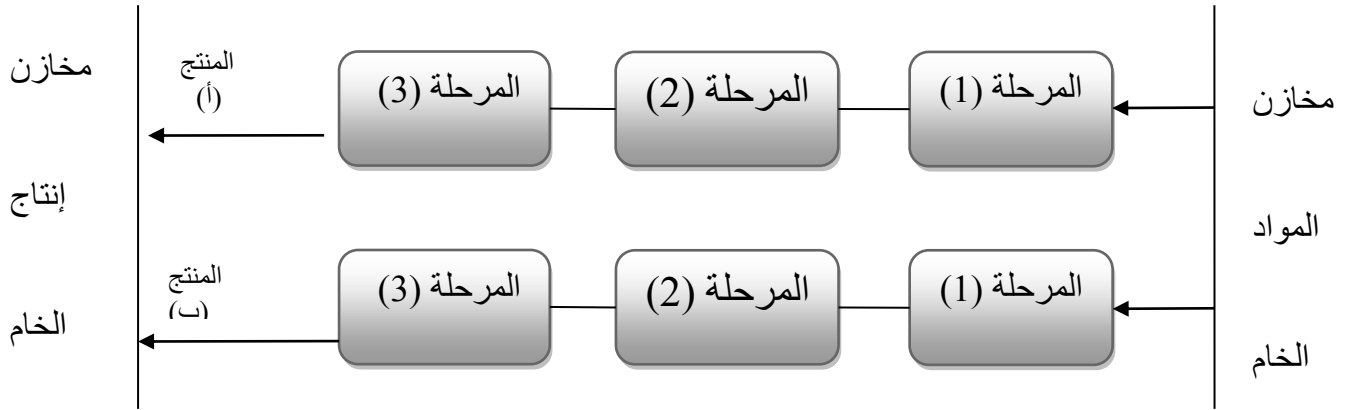 مخازن
المواد
الخام
المرحلة (1)
المرحلة (2)
المرحلة (3)
المنتج
(أ)
المرحلة (1)
المرحلة (2)
المرحلة (3)
المنتج
(ب)
مخازن
إنتاج
الخام